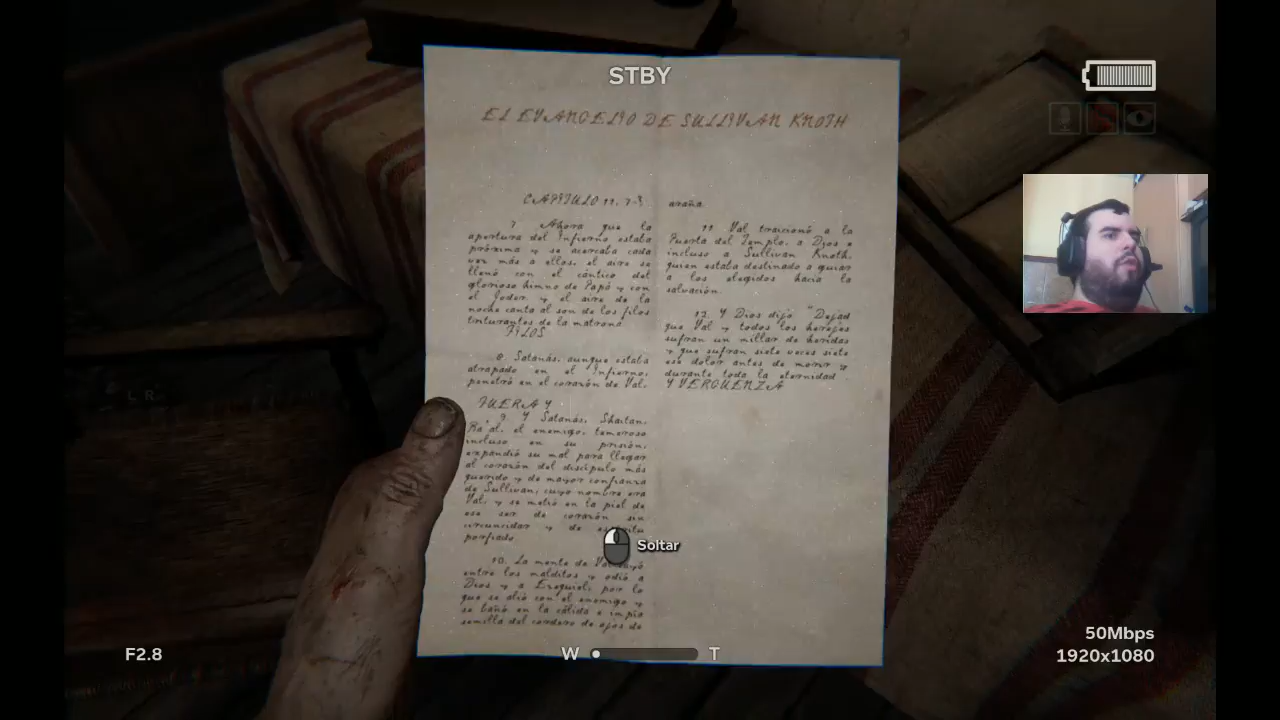 STBY
EL EVANGELIO DE SULLIVAN KNOTH
CAPÍTULO 11, 7-
7. Ahora que la
apertura del Infierno estaba
próxima y se acercaba cada
vez más a ellos, el aire se
llenó con el cántico del
glorioso himno de Papá y con
el Joder, y el aire de la
noche canta al son de los filos
triturantes de la matrona.
FILOS
8. Satanás, aunque estaba
atrapado en el Infierno,
penetró en el corazón de Val.
FUERA Y
9. Y Satanás, Shaitan,
Ra'al, el enemigo, temeroso
incluso en su prisión,
expandió su mal para llegar
al corazón del discípulo más
querido y de mayor confianza
de Sullivan, cuyo nombre era
Val, y se metió en la piel de
ese ser de corazón sin
circuncidar y de
porfiado.
10. La mente de Val cayó
entre los malditos y odió a
Dios y a Ezequiel, por lo
que se alió con el enemigo y
se bañó en la cálida e impía
semilla del cordero de ojos de
araña.
11 Val traicionó a la
Puerta del Templo, a Dios e
incluso a Sullivan Knoth,
quien estaba destinado a guiar
a los elegidos hacia la
salvación.
12. Y Dios dijo: "Dejad
que Val y todos los herejes
sufran un millar de heridas
y que sufran siete veces siete
ese dolor antes de morir y
durante toda la eternidad".
Y VERGÜENZA
L R
Soltar
F2.8
W
T
50Mbps
1920x1080